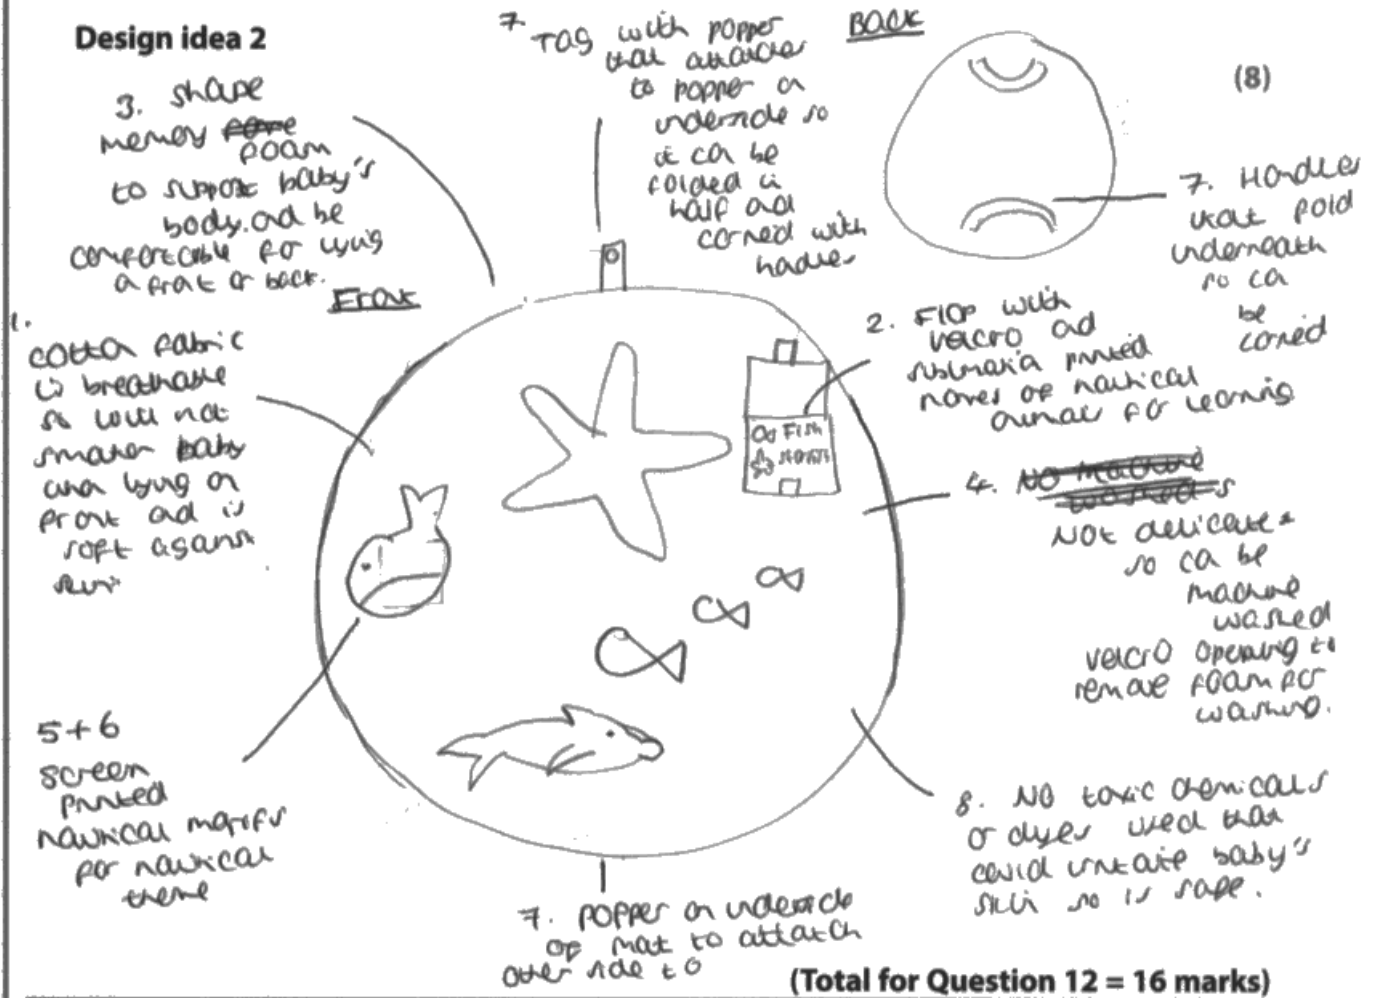 Design idea 2
3. shape
memory fome
foam
to support baby's
body. and be
comfortable for lying
on front or back.
7. TAG with popper
that attaches
to popper on
underside so
it can be
folded in
half and
carried with
handles
BACK
(8)
7. Handles
that fold
underneath
so can
be
carried
Front
1.
cotton fabric
is breathable
so will not
smother baby
when lying on
front and is
soft against
skin
2. Flap with
velcro and
sublimation printed
names of nautical
animals for learning
Fish
4. No machine
washed
Not delicate
so can be
machine
washed
velcro opening to
remove foam for
washing.
5+6
screen
printed
nautical motifs
for nautical
theme
8. No toxic chemicals
or dyes used that
could irritate baby's
skin so is safe.
7. popper on underside
of mat to attatch
other side to
(Total for Question 12 = 16 marks)